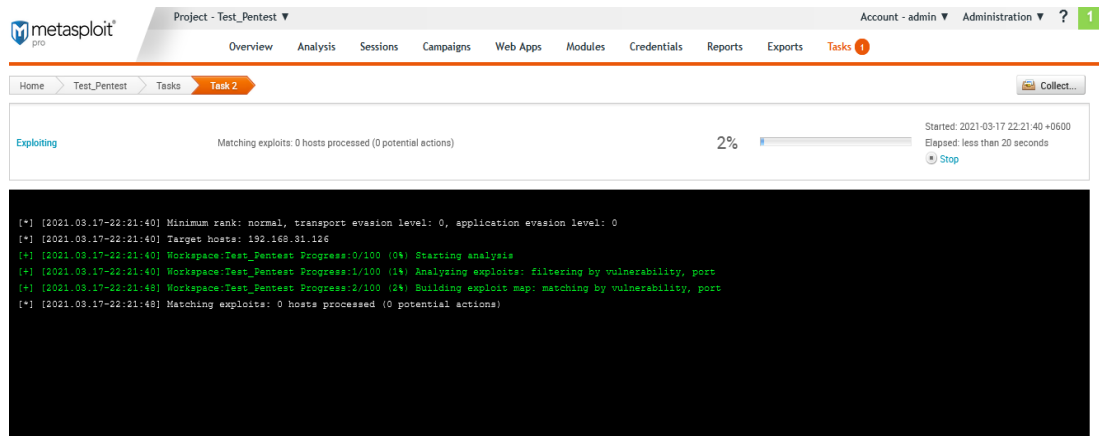 metasploit®
pro
Project - Test_Pentest ▼
Account - admin ▼ Administration ▼ ? 1
Overview Analysis Sessions Campaigns Web Apps Modules Credentials Reports Exports Tasks 1
Home Test_Pentest Tasks Task 2 Collect...
Started: 2021-03-17 22:21:40 +0600
Exploiting Matching exploits: 0 hosts processed (0 potential actions) 2% Elapsed: less than 20 seconds
Stop
[*] [2021.03.17-22:21:40] Minimum rank: normal, transport evasion level: 0, application evasion level: 0
[*] [2021.03.17-22:21:40] Target hosts: 192.168.31.126
[+] [2021.03.17-22:21:40] Workspace:Test_Pentest Progress:0/100 (0%) Starting analysis
[+] [2021.03.17-22:21:40] Workspace:Test_Pentest Progress:1/100 (1%) Analyzing exploits: filtering by vulnerability, port
[+] [2021.03.17-22:21:48] Workspace:Test_Pentest Progress:2/100 (2%) Building exploit map: matching by vulnerability, port
[*] [2021.03.17-22:21:48] Matching exploits: 0 hosts processed (0 potential actions)